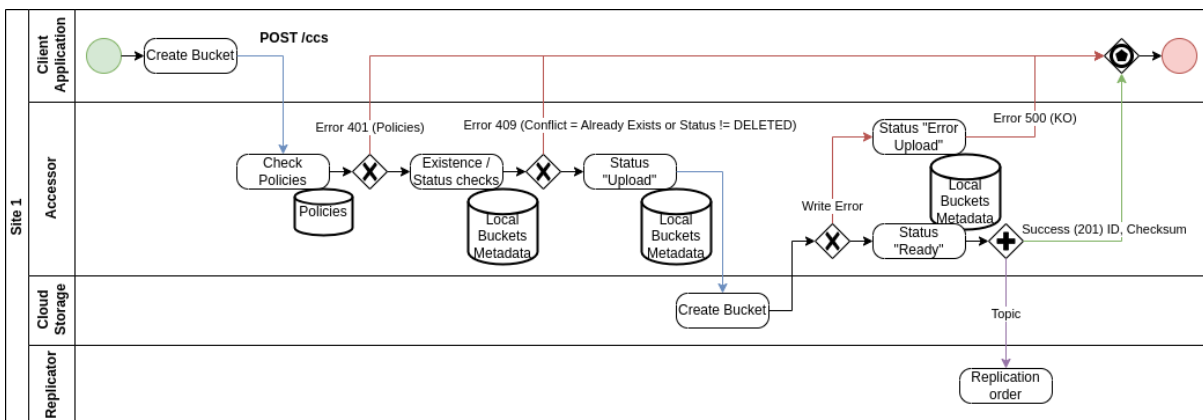 Site 1
Client
Application
Create Bucket
POST /ccs
Accessor
Error 401 (Policies)
Error 409 (Conflict = Already Exists or Status != DELETED)
Check
Policies
Policies
Existence /
Status checks
Local
Buckets
Metadata
Status
"Upload"
Local
Buckets
Metadata
Write Error
Status "Error
Upload"
Error 500 (KO)
Local
Buckets
Metadata
Status
"Ready"
Success (201) ID, Checksum
Cloud
Storage
Create Bucket
Topic
Replicator
Replication
order